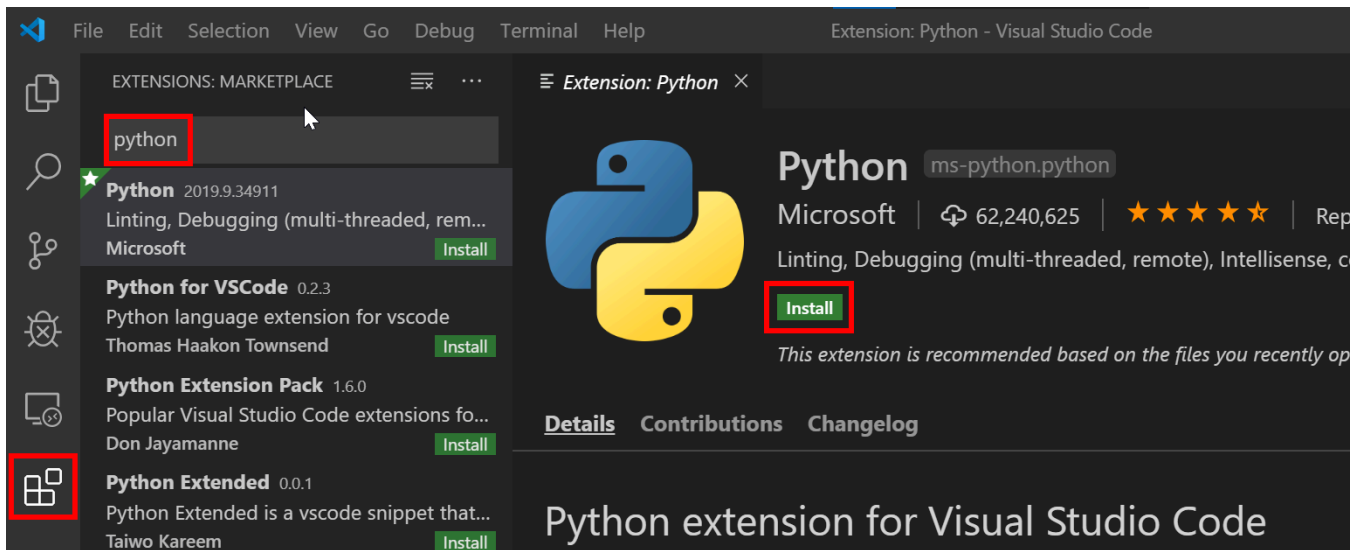 File Edit Selection View Go Debug Terminal Help
Extension: Python - Visual Studio Code
EXTENSIONS: MARKETPLACE
python
Python 2019.9.34911
Linting, Debugging (multi-threaded, rem...
Microsoft Install
Python for VSCode 0.2.3
Python language extension for vscode
Thomas Haakon Townsend Install
Python Extension Pack 1.6.0
Popular Visual Studio Code extensions fo...
Don Jayamanne Install
Python Extended 0.0.1
Python Extended is a vscode snippet that...
Taiwo Kareem Install
Extension: Python
Python ms-python.python
Microsoft 62,240,625 Rep
Linting, Debugging (multi-threaded, remote), Intellisense, c
Install
This extension is recommended based on the files you recently op
Details Contributions Changelog
Python extension for Visual Studio Code